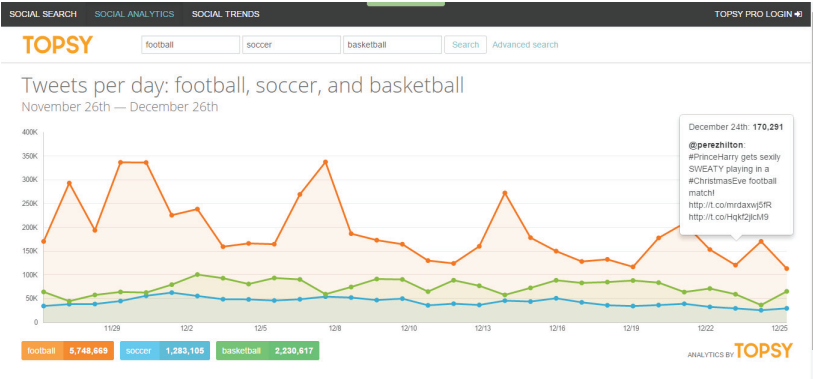 SOCIAL SEARCH SOCIAL ANALYTICS SOCIAL TRENDS TOPSY PRO LOGIN
TOPSY football soccer basketball Search Advanced search
Tweets per day: football, soccer, and basketball
November 26th — December 26th
December 24th: 170,291
@perezhilton:
#PrinceHarry gets sexily
SWEATY playing in a
#ChristmasEve football
match!
http://t.co/mrdaxwj5fR
http://t.co/Hqkf2jlcM9
400K
350K
300K
250K
200K
150K
100K
50K
0
11/29 12/2 12/5 12/8 12/10 12/13 12/16 12/19 12/22 12/25
football 5,748,669 soccer 1,283,105 basketball 2,230,617
ANALYTICS BY TOPSY